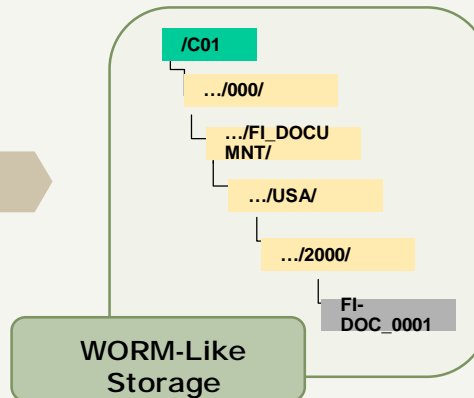 /C01
…/000/
…/FI_DOCU
MNT/
…/USA/
…/2000/
FI-
DOC_0001
WORM-Like
Storage